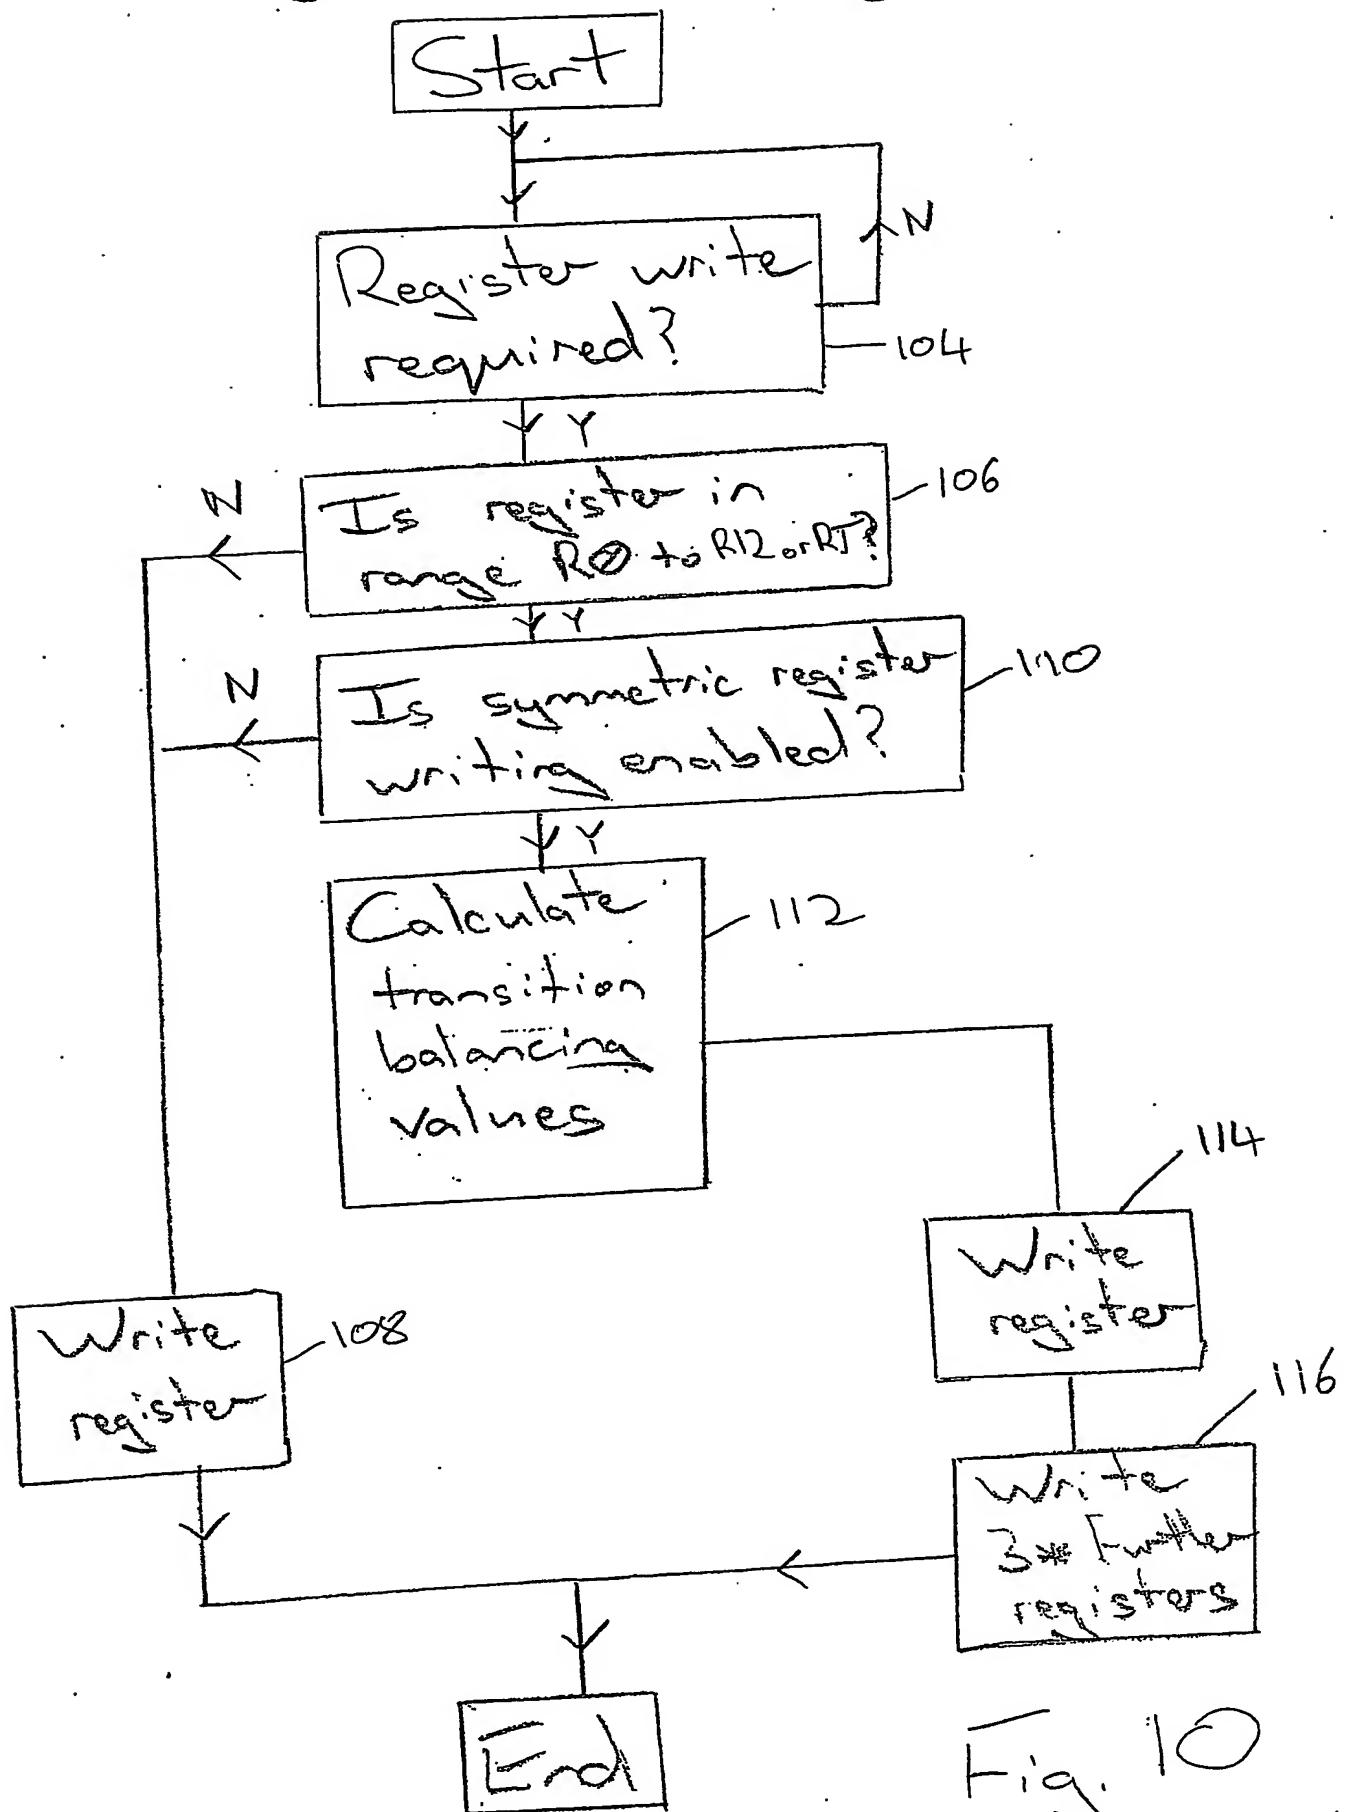 Start
N
Register write
required?
104
Y
N
106
Is register in
range R0 to R12 or RT?
Y
N
110
Is symmetric register
writing enabled?
Y
112
Calculate
transition
balancing
values
114
Write
register
Write
register
108
116
Write
3* Further
registers
End
Fig. 10